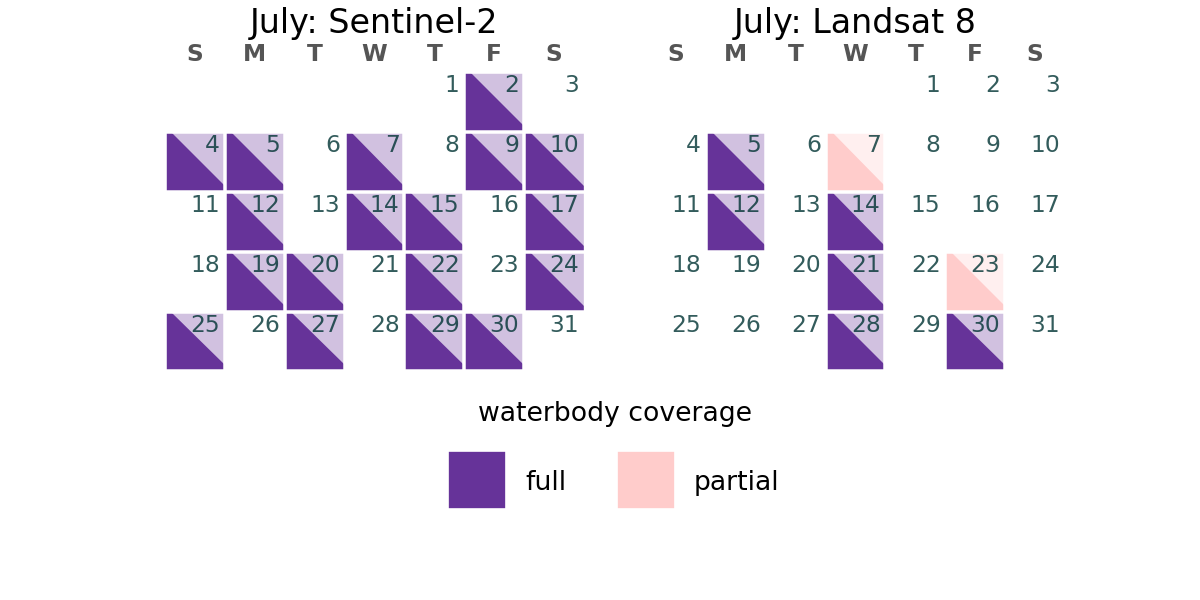 July: Sentinel-2
S M T W T F S
1 2 3
4 5 6 7 8 9 10
11 12 13 14 15 16 17
18 19 20 21 22 23 24
25 26 27 28 29 30 31
July: Landsat 8
S M T W T F S
1 2 3
4 5 6 7 8 9 10
11 12 13 14 15 16 17
18 19 20 21 22 23 24
25 26 27 28 29 30 31
waterbody coverage
full partial